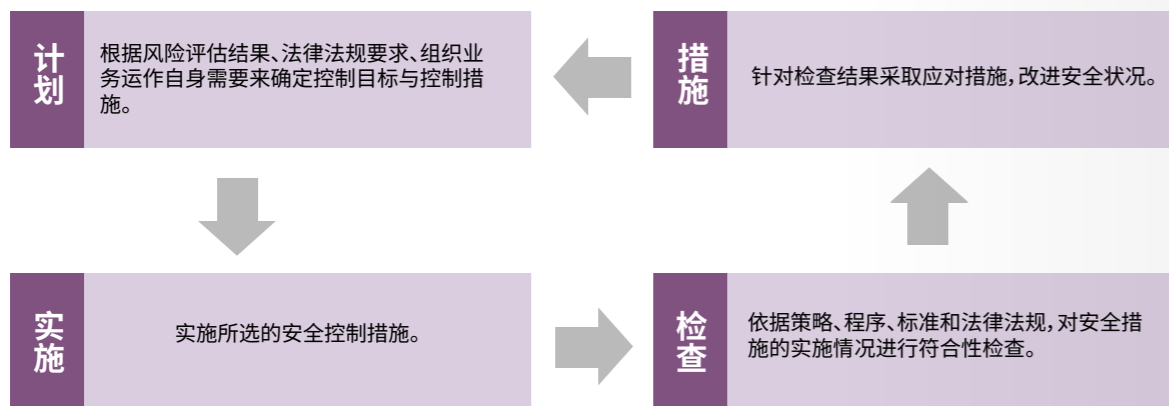 计划
根据风险评估结果、法律法规要求、组织业
务运作自身需要来确定控制目标与控制措
施。
措施
针对检查结果采取应对措施，改进安全状况。
实施
实施所选的安全控制措施。
检查
依据策略、程序、标准和法律法规，对安全措
施的实施情况进行符合性检查。